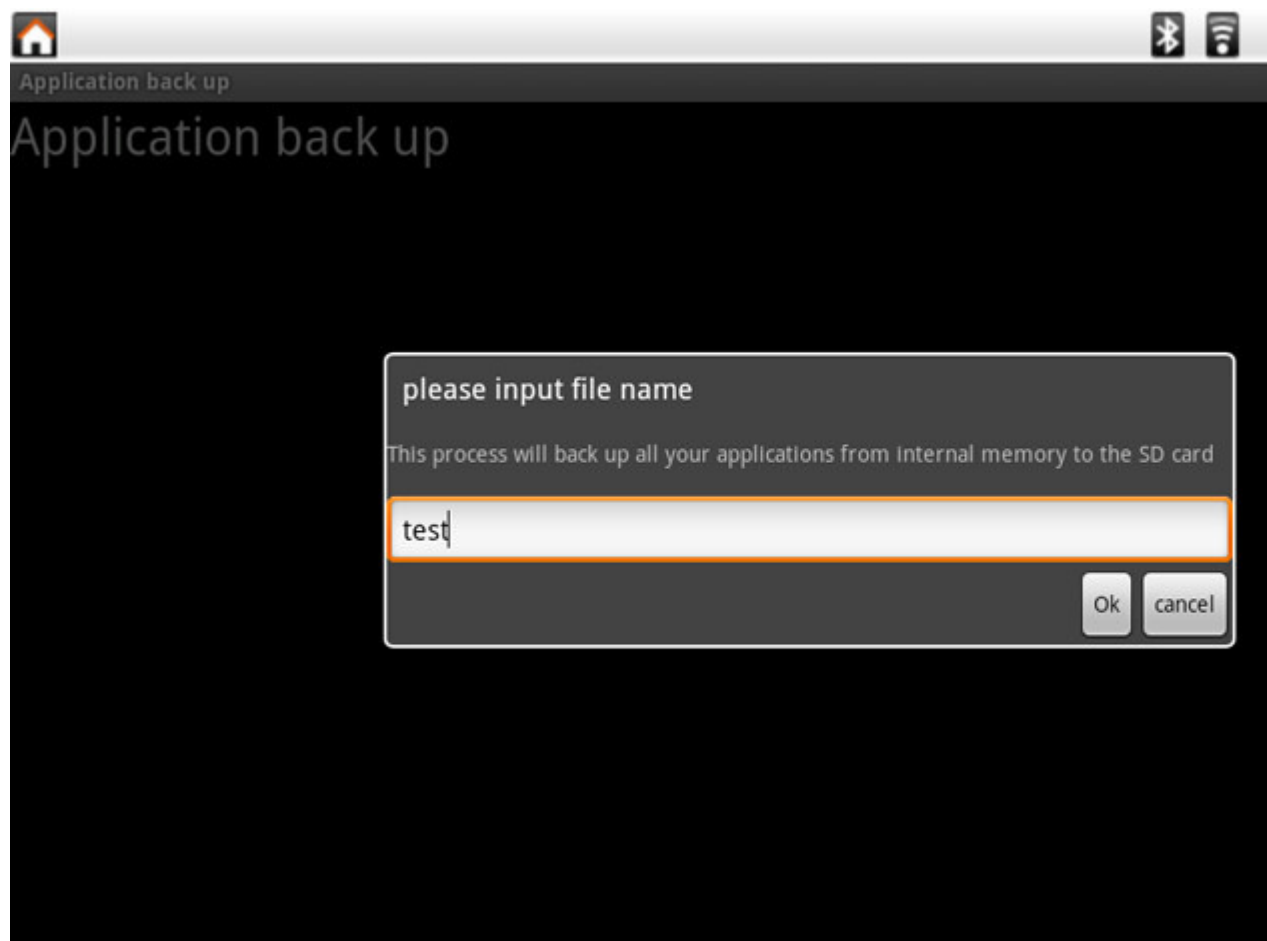 Application back up
Application back up
please input file name
This process will back up all your applications from internal memory to the SD card
test
Ok cancel